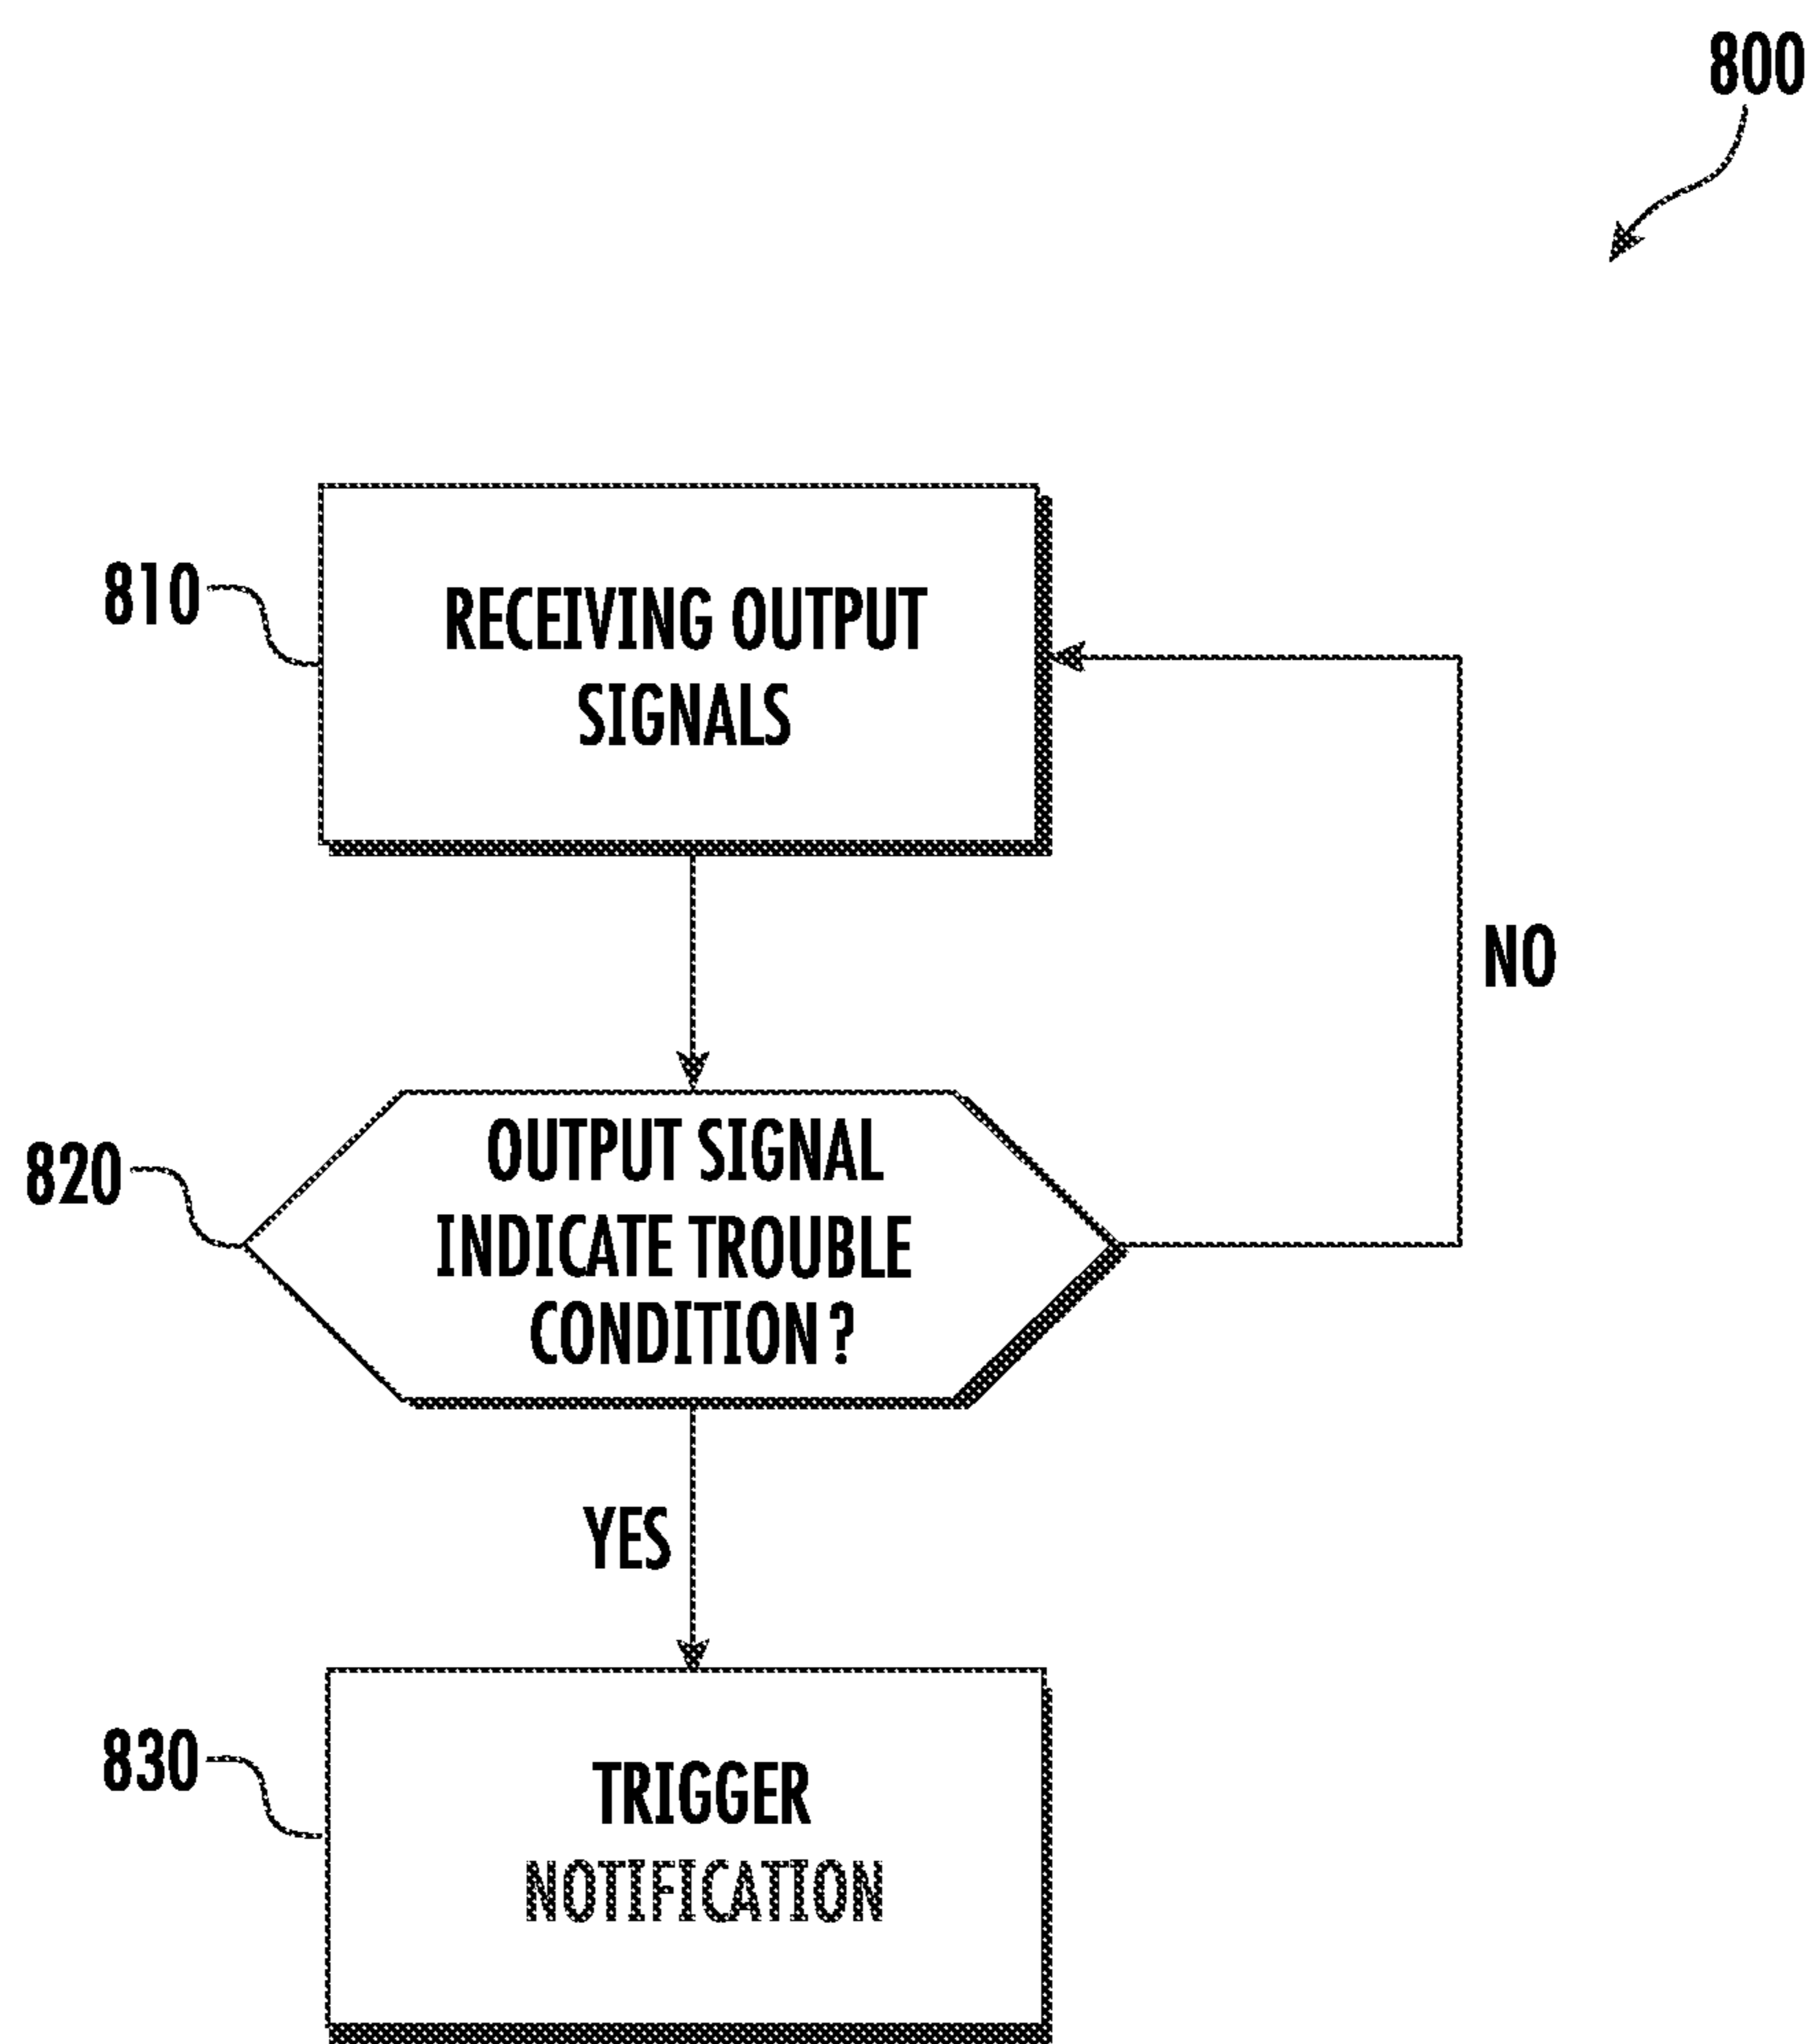 800
810
RECEIVING OUTPUT
SIGNALS
NO
820
OUTPUT SIGNAL
INDICATE TROUBLE
CONDITION?
YES
830
TRIGGER
NOTIFICATION